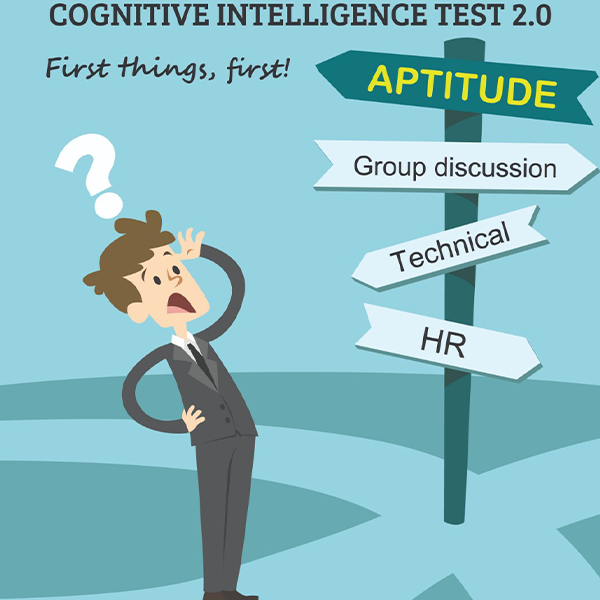 COGNITIVE INTELLIGENCE TEST 2.0
First things, first!
APTITUDE
Group discussion
Technical
HR
?